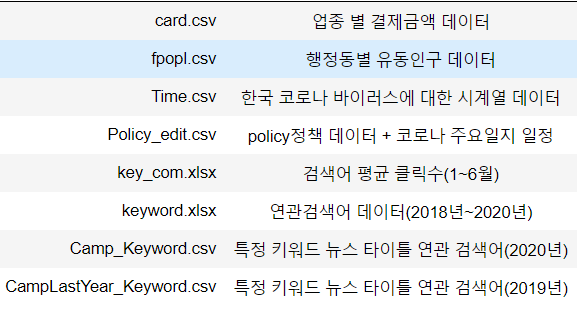 card.csv 업종 별 결제금액 데이터
fpopl.csv 행정동별 유동인구 데이터
Time.csv 한국 코로나 바이러스에 대한 시계열 데이터
Policy_edit.csv policy정책 데이터 + 코로나 주요일지 일정
key_com.xlsx 검색어 평균 클릭수(1~6월)
keyword.xlsx 연관검색어 데이터(2018년~2020년)
Camp_Keyword.csv 특정 키워드 뉴스 타이틀 연관 검색어(2020년)
CampLastYear_Keyword.csv 특정 키워드 뉴스 타이틀 연관 검색어(2019년)